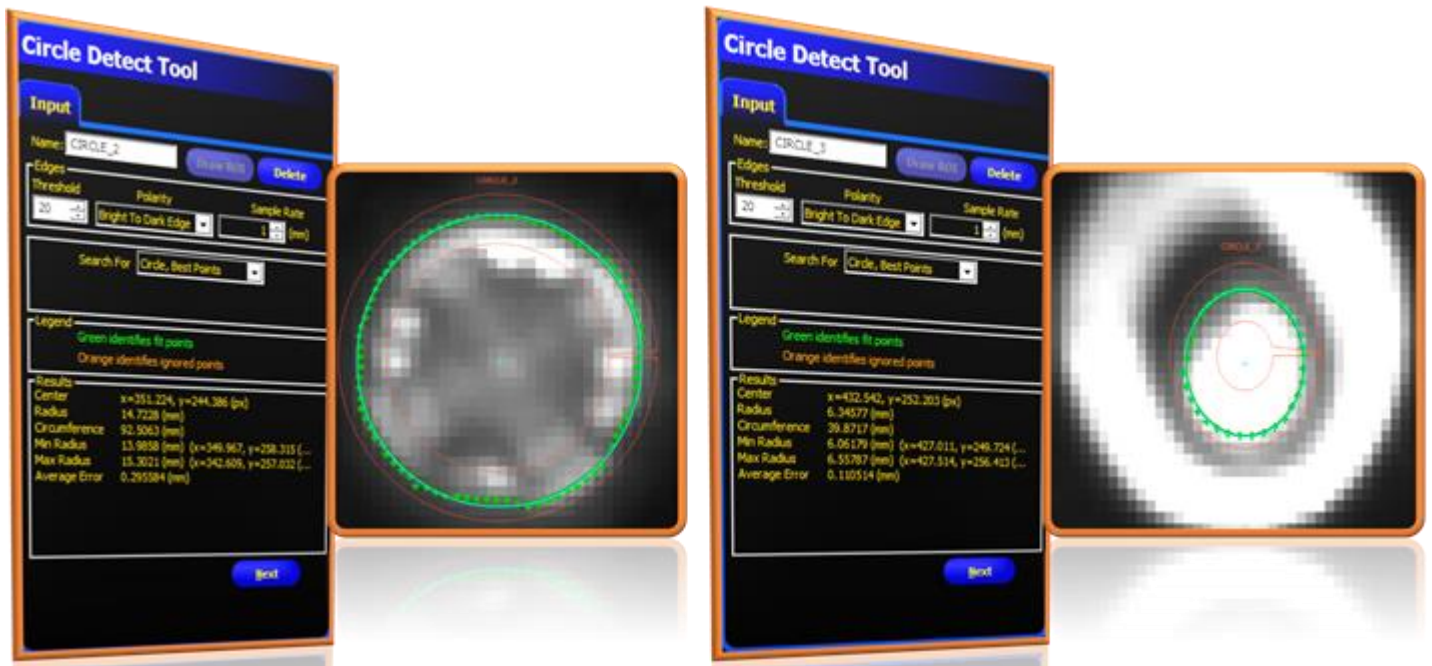 Circle Detect Tool
Input
Name: CIRCLE_2
Draw ROI Delete
Edges
Threshold Polarity Sample Rate
20 Bright To Dark Edge 1 (mm)
Search For Circle, Best Points
Legend
Green identifies fit points
Orange identifies ignored points
Results
Center x=351.224, y=244.386 (px)
Radius 14.7228 (mm)
Circumference 92.5063 (mm)
Min Radius 13.9858 (mm) (x=349.967, y=258.315 (...
Max Radius 15.3021 (mm) (x=342.609, y=257.032 (...
Average Error 0.295584 (mm)
Next
CIRCLE_2
Circle Detect Tool
Input
Name: CIRCLE_3
Draw ROI Delete
Edges
Threshold Polarity Sample Rate
20 Bright To Dark Edge 1 (mm)
Search For Circle, Best Points
Legend
Green identifies fit points
Orange identifies ignored points
Results
Center x=432.542, y=252.203 (px)
Radius 6.34577 (mm)
Circumference 39.8717 (mm)
Min Radius 6.06179 (mm) (x=427.011, y=249.724 (...
Max Radius 6.55787 (mm) (x=427.514, y=256.413 (...
Average Error 0.110514 (mm)
Next